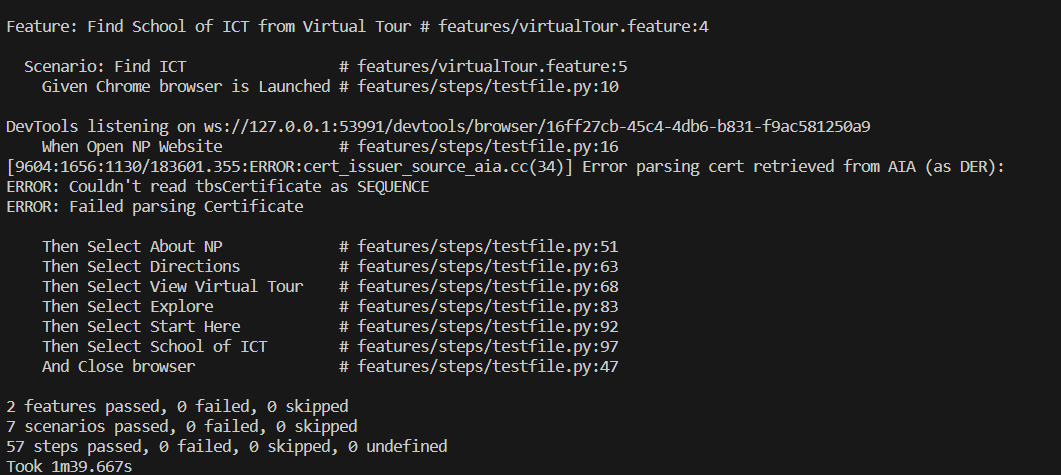 Feature: Find School of ICT from Virtual Tour # features/virtualTour.feature:4
Scenario: Find ICT # features/virtualTour.feature:5
Given Chrome browser is Launched # features/steps/testfile.py:10
DevTools listening on ws://127.0.0.1:53991/devtools/browser/16ff27cb-45c4-4db6-b831-f9ac581250a9
When Open NP Website # features/steps/testfile.py:16
[9604:1656:1130/183601.355:ERROR:cert_issuer_source_aia.cc(34)] Error parsing cert retrieved from AIA (as DER):
ERROR: Couldn't read tbsCertificate as SEQUENCE
ERROR: Failed parsing Certificate
Then Select About NP # features/steps/testfile.py:51
Then Select Directions # features/steps/testfile.py:63
Then Select View Virtual Tour # features/steps/testfile.py:68
Then Select Explore # features/steps/testfile.py:83
Then Select Start Here # features/steps/testfile.py:92
Then Select School of ICT # features/steps/testfile.py:97
And Close browser # features/steps/testfile.py:47
2 features passed, 0 failed, 0 skipped
7 scenarios passed, 0 failed, 0 skipped
57 steps passed, 0 failed, 0 skipped, 0 undefined
Took 1m39.667s